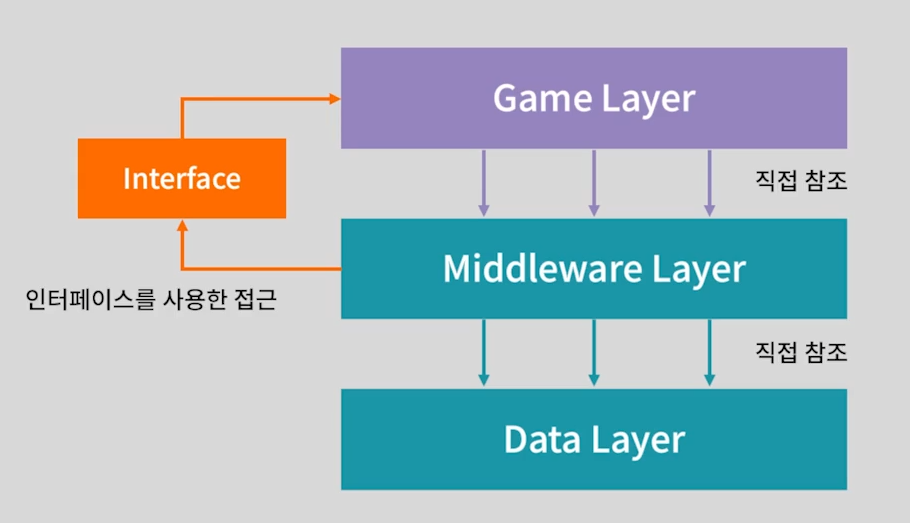 Game Layer
Interface
직접 참조
Middleware Layer
인터페이스를 사용한 접근
직접 참조
Data Layer